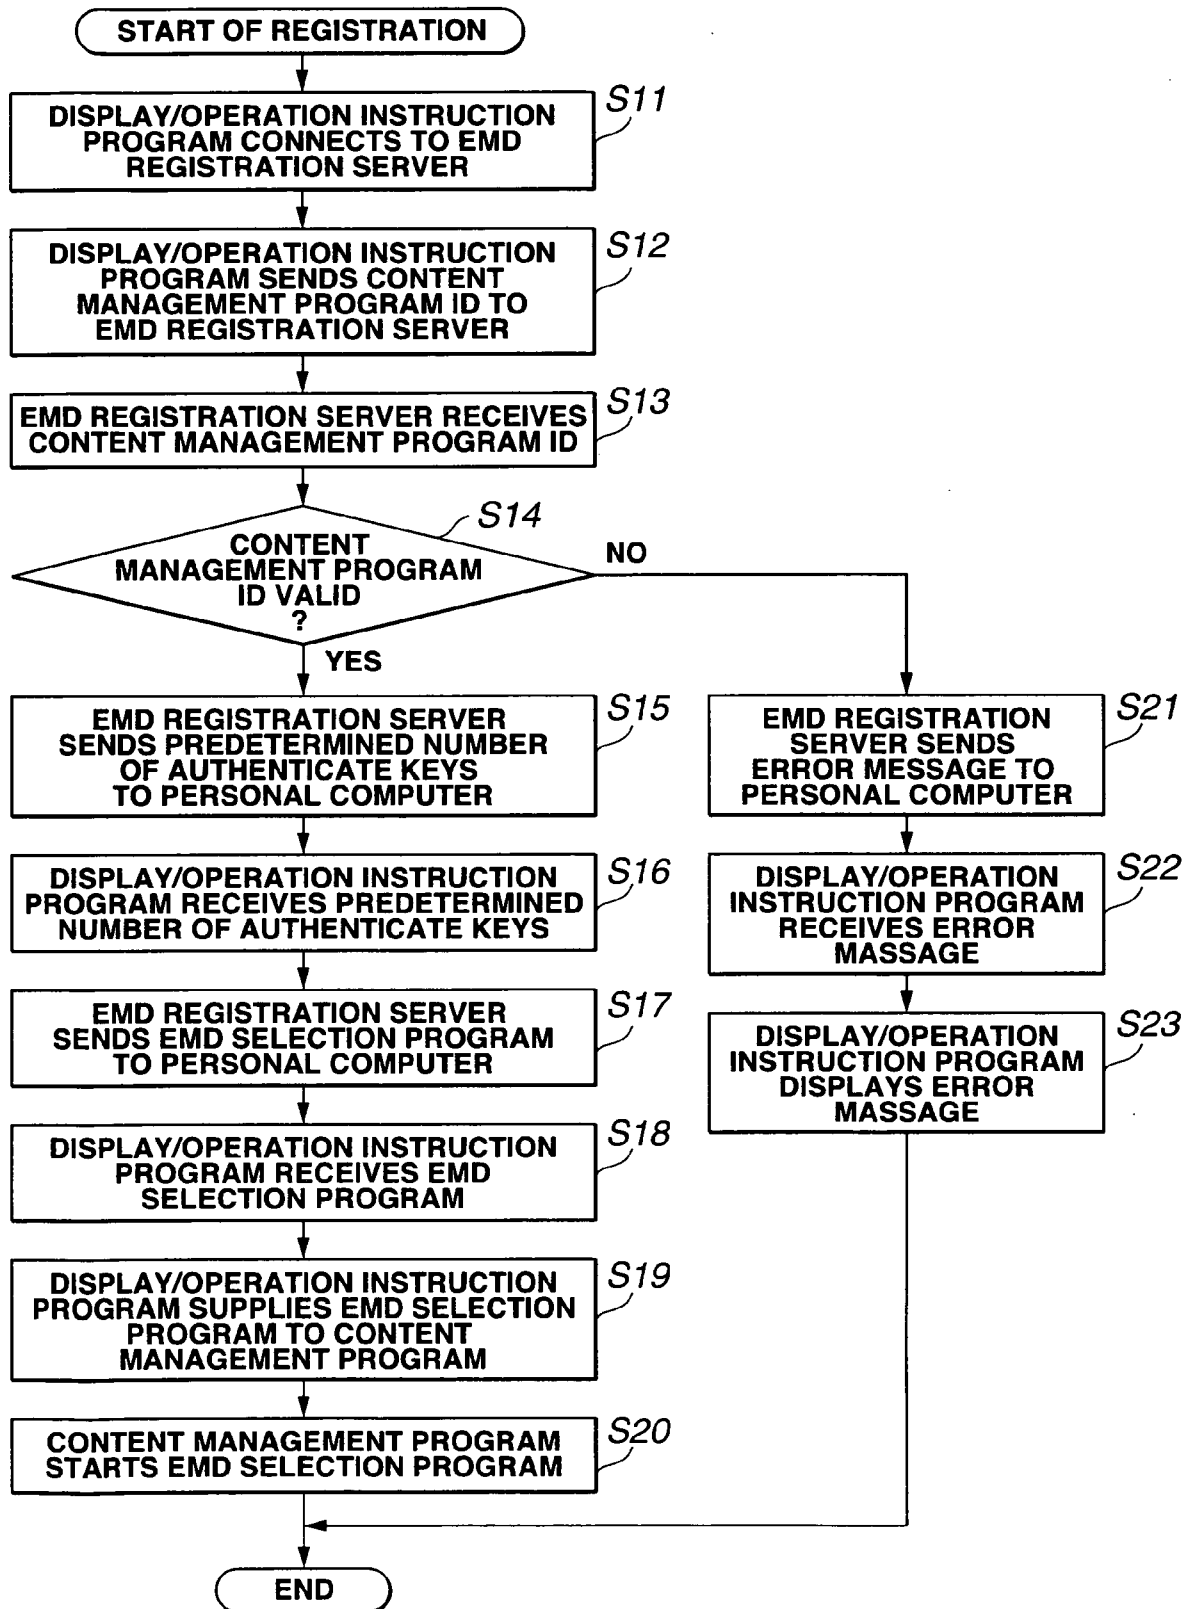 START OF REGISTRATION
S11
DISPLAY/OPERATION INSTRUCTION
PROGRAM CONNECTS TO EMD
REGISTRATION SERVER
S12
DISPLAY/OPERATION INSTRUCTION
PROGRAM SENDS CONTENT
MANAGEMENT PROGRAM ID TO
EMD REGISTRATION SERVER
S13
EMD REGISTRATION SERVER RECEIVES
CONTENT MANAGEMENT PROGRAM ID
S14
CONTENT
MANAGEMENT PROGRAM
ID VALID
?
NO
YES
S15
EMD REGISTRATION SERVER
SENDS PREDETERMINED NUMBER
OF AUTHENTICATE KEYS
TO PERSONAL COMPUTER
S16
DISPLAY/OPERATION INSTRUCTION
PROGRAM RECEIVES PREDETERMINED
NUMBER OF AUTHENTICATE KEYS
S17
EMD REGISTRATION SERVER
SENDS EMD SELECTION PROGRAM
TO PERSONAL COMPUTER
S18
DISPLAY/OPERATION INSTRUCTION
PROGRAM RECEIVES EMD
SELECTION PROGRAM
S19
DISPLAY/OPERATION INSTRUCTION
PROGRAM SUPPLIES EMD SELECTION
PROGRAM TO CONTENT
MANAGEMENT PROGRAM
S20
CONTENT MANAGEMENT PROGRAM
STARTS EMD SELECTION PROGRAM
S21
EMD REGISTRATION
SERVER SENDS
ERROR MESSAGE TO
PERSONAL COMPUTER
S22
DISPLAY/OPERATION
INSTRUCTION PROGRAM
RECEIVES ERROR
MASSAGE
S23
DISPLAY/OPERATION
INSTRUCTION PROGRAM
DISPLAYS ERROR
MASSAGE
END